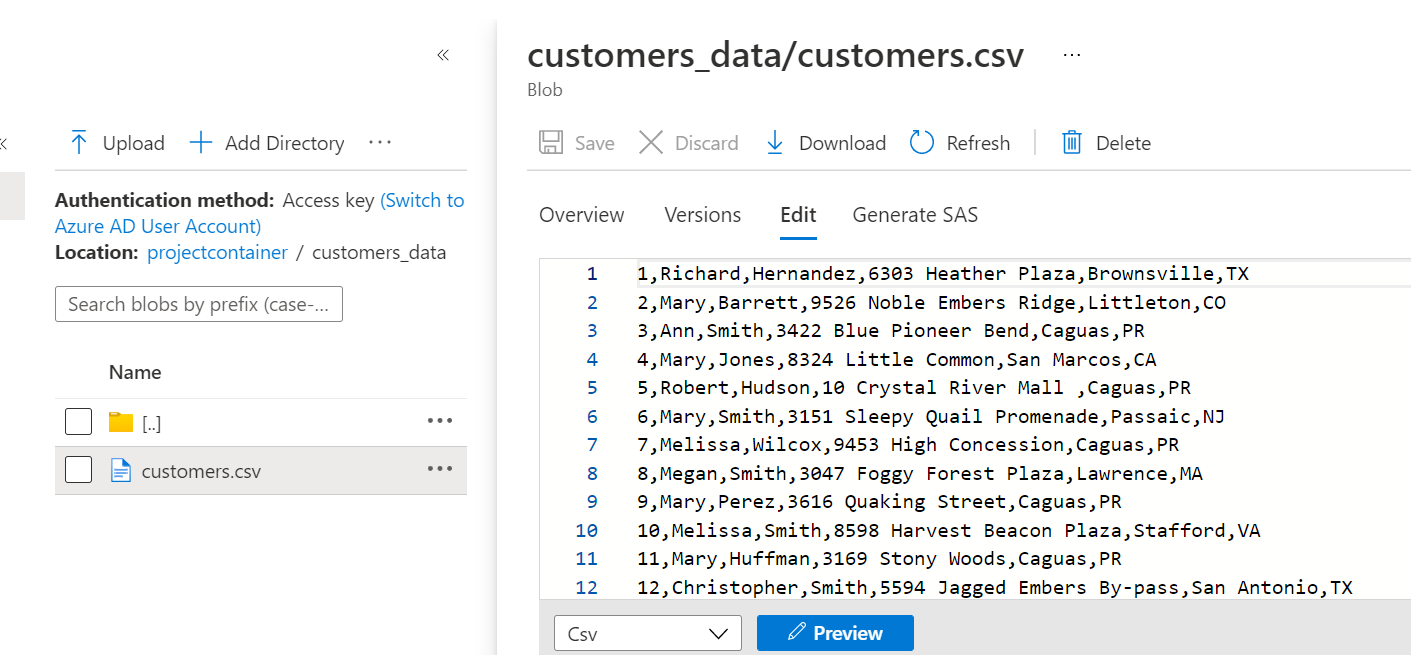 «
«
Upload
Add Directory
...
Authentication method: Access key (Switch to
Azure AD User Account)
Location: projectcontainer / customers_data
Search blobs by prefix (case-...
Name
[..]
...
customers.csv
...
customers_data/customers.csv
...
Blob
Save
Discard
Download
Refresh
Delete
Overview
Versions
Edit
Generate SAS
1 1,Richard,Hernandez,6303 Heather Plaza,Brownsville,TX
2 2,Mary,Barrett,9526 Noble Embers Ridge,Littleton,CO
3 3,Ann,Smith,3422 Blue Pioneer Bend,Caguas,PR
4 4,Mary,Jones,8324 Little Common,San Marcos,CA
5 5,Robert,Hudson,10 Crystal River Mall ,Caguas,PR
6 6,Mary,Smith,3151 Sleepy Quail Promenade,Passaic,NJ
7 7,Melissa,Wilcox,9453 High Concession,Caguas,PR
8 8,Megan,Smith,3047 Foggy Forest Plaza,Lawrence,MA
9 9,Mary,Perez,3616 Quaking Street,Caguas,PR
10 10,Melissa,Smith,8598 Harvest Beacon Plaza,Stafford,VA
11 11,Mary,Huffman,3169 Stony Woods,Caguas,PR
12 12,Christopher,Smith,5594 Jagged Embers By-pass,San Antonio,TX
Csv
Preview